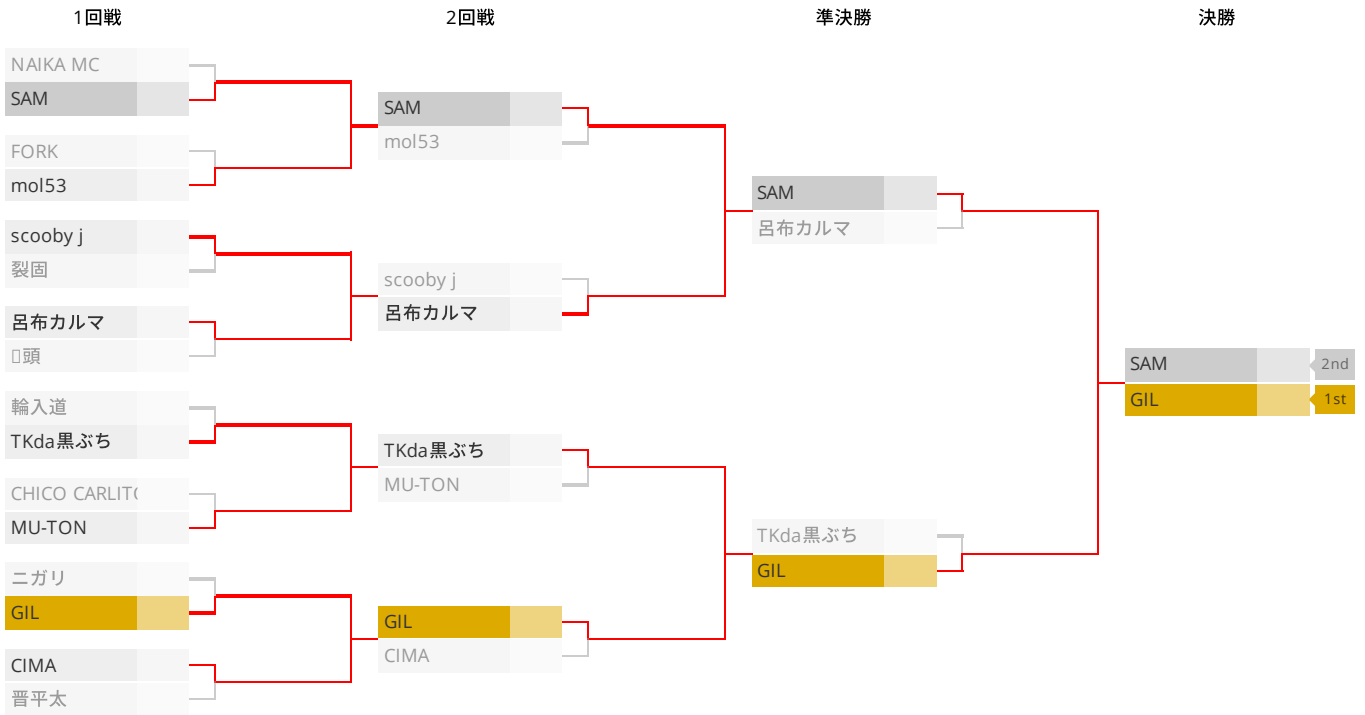 1回戦
2回戦
準決勝
決勝
NAIKA MC
SAM
FORK
mol53
scooby j
裂固
呂布カルマ
頭
輪入道
TKda黒ぶち
CHICO CARLITO
MU-TON
ニガリ
GIL
CIMA
晋平太
SAM
mol53
scooby j
呂布カルマ
TKda黒ぶち
MU-TON
GIL
CIMA
SAM
呂布カルマ
TKda黒ぶち
GIL
SAM
2nd
GIL
1st